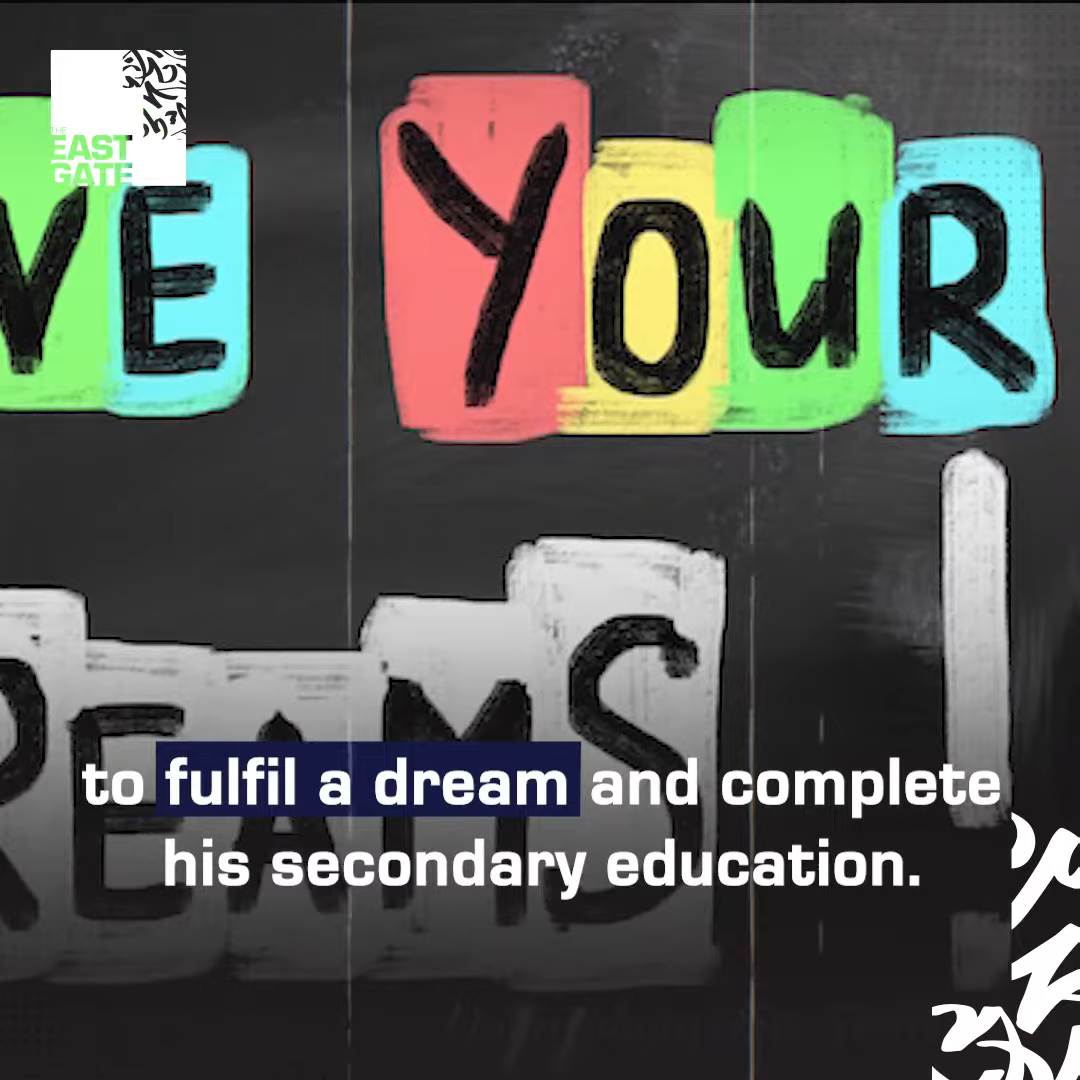 THE
EAST
GATE
VE YOUR
REAMS !
to fulfil a dream and complete
his secondary education.